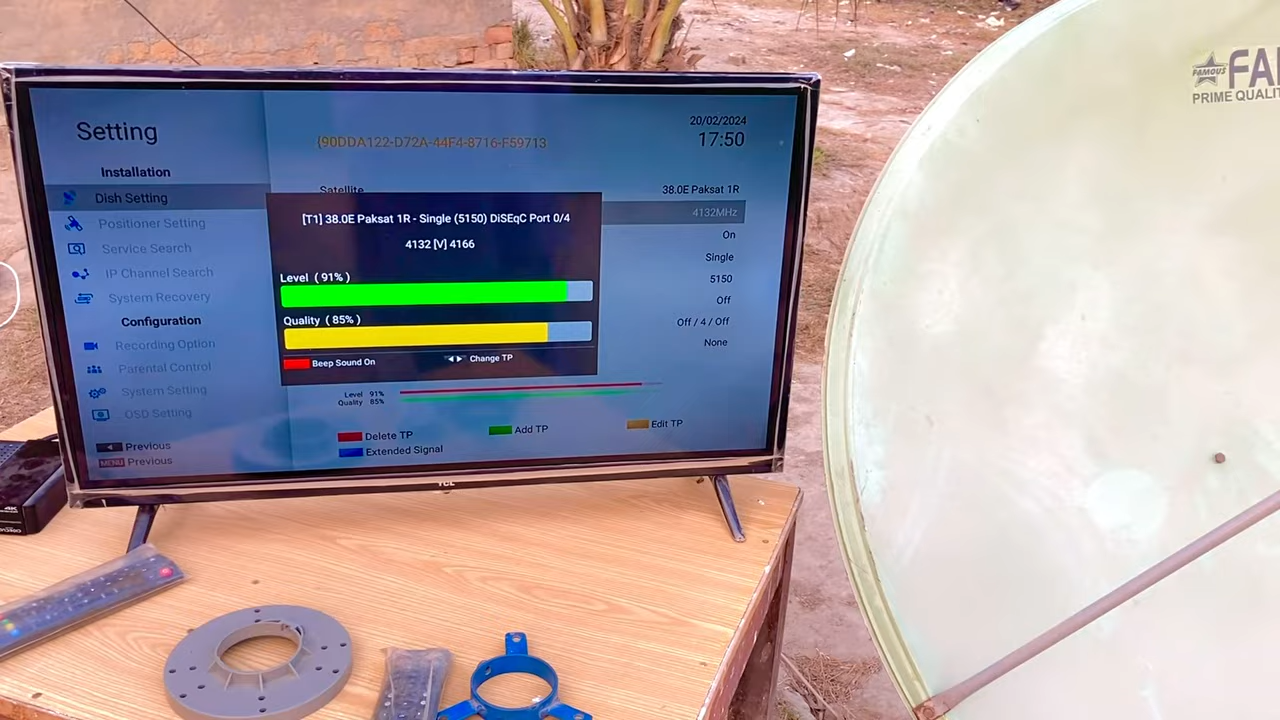 Setting
20/02/2024
17:50
{90DDA122-D72A-44F4-8716-F59713
Installation
Dish Setting
Positioner Setting
Service Search
IP Channel Search
System Recovery
Configuration
Recording Option
Parental Control
System Setting
OSD Setting
Previous
MENU Previous
Satellite
38.0E Paksat 1R
4132MHz
On
Single
5150
Off
Off / 4 / Off
None
[T1] 38.0E Paksat 1R - Single (5150) DiSEqC Port 0/4
4132 [V] 4166
Level ( 91% )
Quality ( 85% )
Beep Sound On
Change TP
Level 91%
Quality 85%
Delete TP
Add TP
Edit TP
Extended Signal
TCL
4K
FAMOUS
PRIME QUALIT